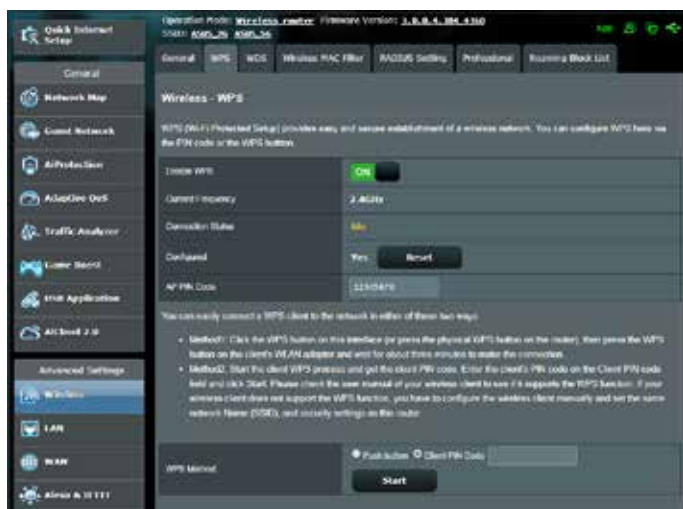 Quick Internet Setup
Operation Mode: Wireless router Firmware Version: 3.0.0.4.384_4360
SSID:
General WPS WDS Wireless MAC Filter RADIUS Setting Professional Roaming Block List
General
Network Map
Guest Network
AiProtection
Adaptive QoS
Traffic Analyzer
Game Boost
USB Application
AiCloud 2.0
Advanced Settings
Wireless
LAN
WAN
Alexa & IFTTT
Wireless - WPS
WPS (Wi-Fi Protected Setup) provides easy and secure establishment of a wireless network. You can configure WPS here via
the PIN code or the WPS button.
Enable WPS ON
Current Frequency 2.4GHz
Connection Status Idle
Configured Yes Reset
AP PIN Code
You can easily connect a WPS client to the network in either of these two ways:
• Method1: Click the WPS button on this interface (or press the physical WPS button on the router), then press the WPS
button on the client's WLAN adapter and wait for about three minutes to make the connection.
• Method2: Start the client WPS process and get the client PIN code. Enter the client's PIN code on the Client PIN code
field and click Start. Please check the user manual of your wireless client to see if it supports the WPS function. If your
wireless client does not support the WPS function, you have to configure the wireless client manually and set the same
network Name (SSID), and security settings as this router.
WPS Method Push button Client PIN Code
Start